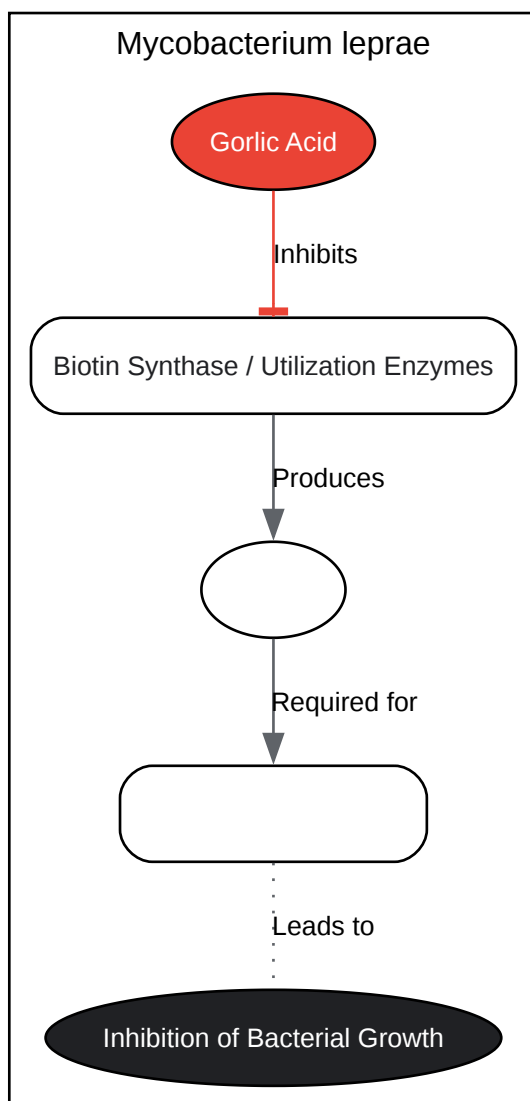 Mycobacterium leprae
Gorlic Acid
Inhibits
Biotin Synthase / Utilization Enzymes
Produces
Required for
Leads to
Inhibition of Bacterial Growth